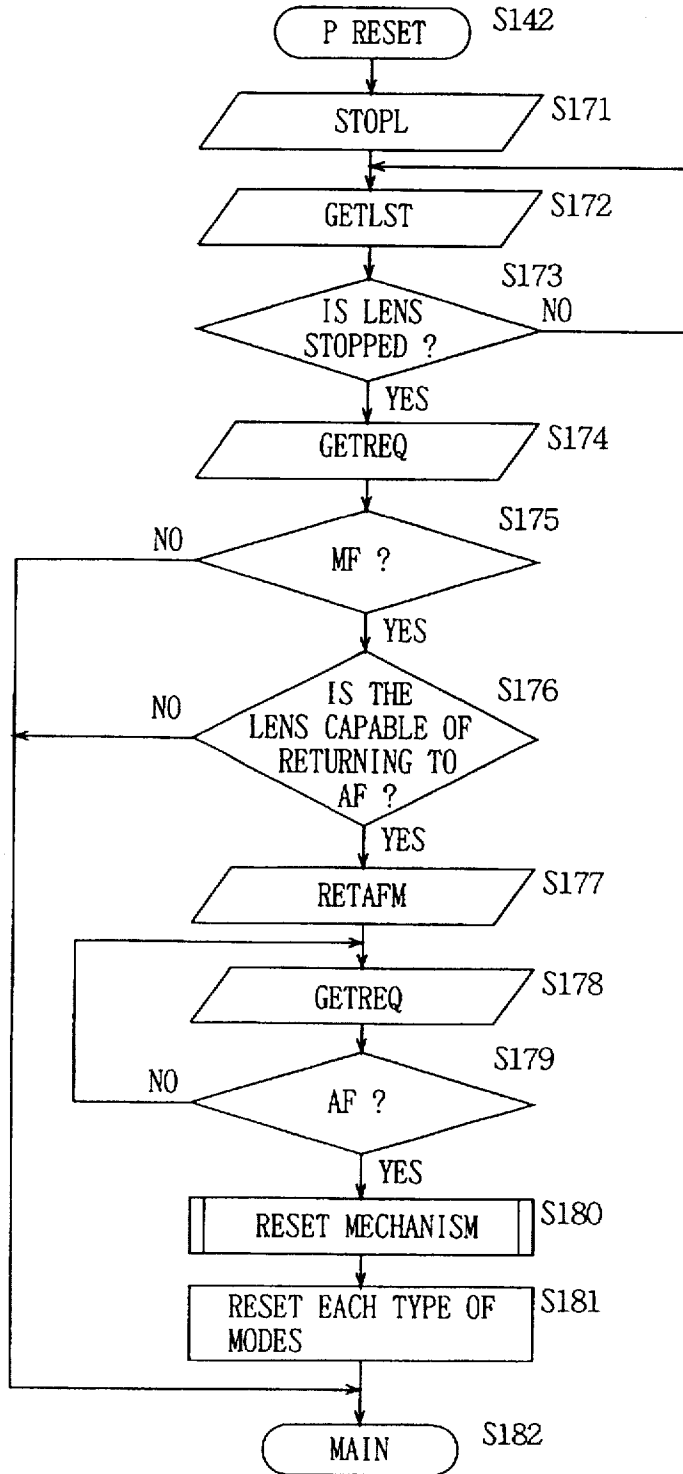 P RESET
S142
STOPL
S171
GETLST
S172
S173
IS LENS
STOPPED ?
NO
YES
GETREQ
S174
S175
NO
MF ?
YES
S176
NO
IS THE
LENS CAPABLE OF
RETURNING TO
AF ?
YES
RETAFM
S177
GETREQ
S178
S179
NO
AF ?
YES
RESET MECHANISM
S180
RESET EACH TYPE OF
MODES
S181
MAIN
S182